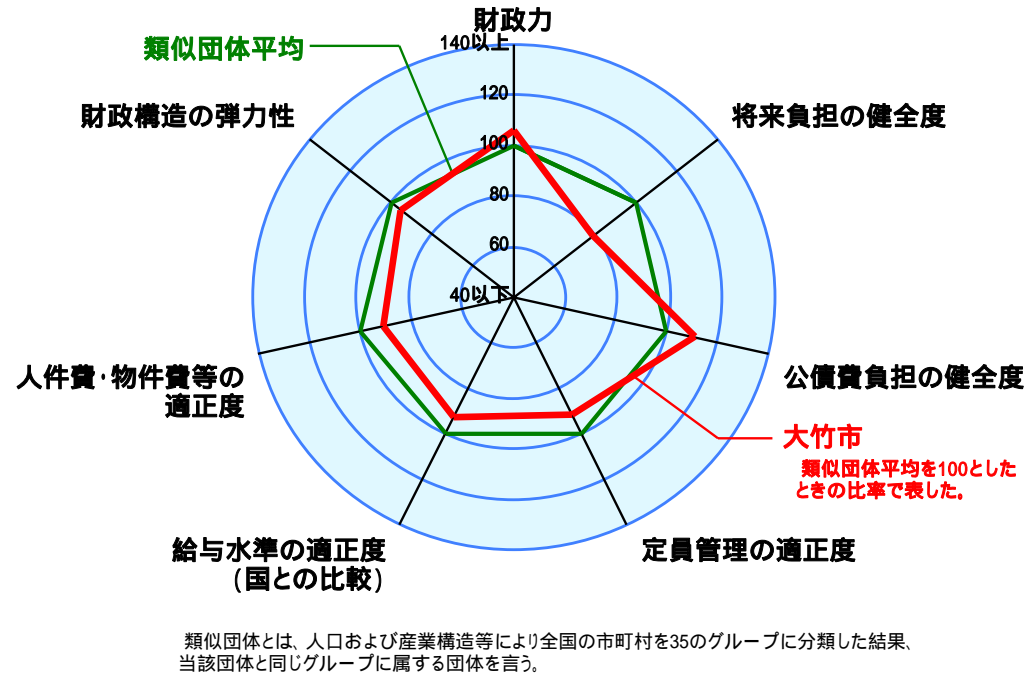 財政力
140以上
類似団体平均
120
財政構造の弾力性
将来負担の健全度
100
80
60
40以下
人件費・物件費等の
適正度
公債費負担の健全度
大竹市
類似団体平均を100とした
ときの比率で表した。
給与水準の適正度
(国との比較)
定員管理の適正度
類似団体とは、人口および産業構造等により全国の市町村を35のグループに分類した結果、
当該団体と同じグループに属する団体を言う。